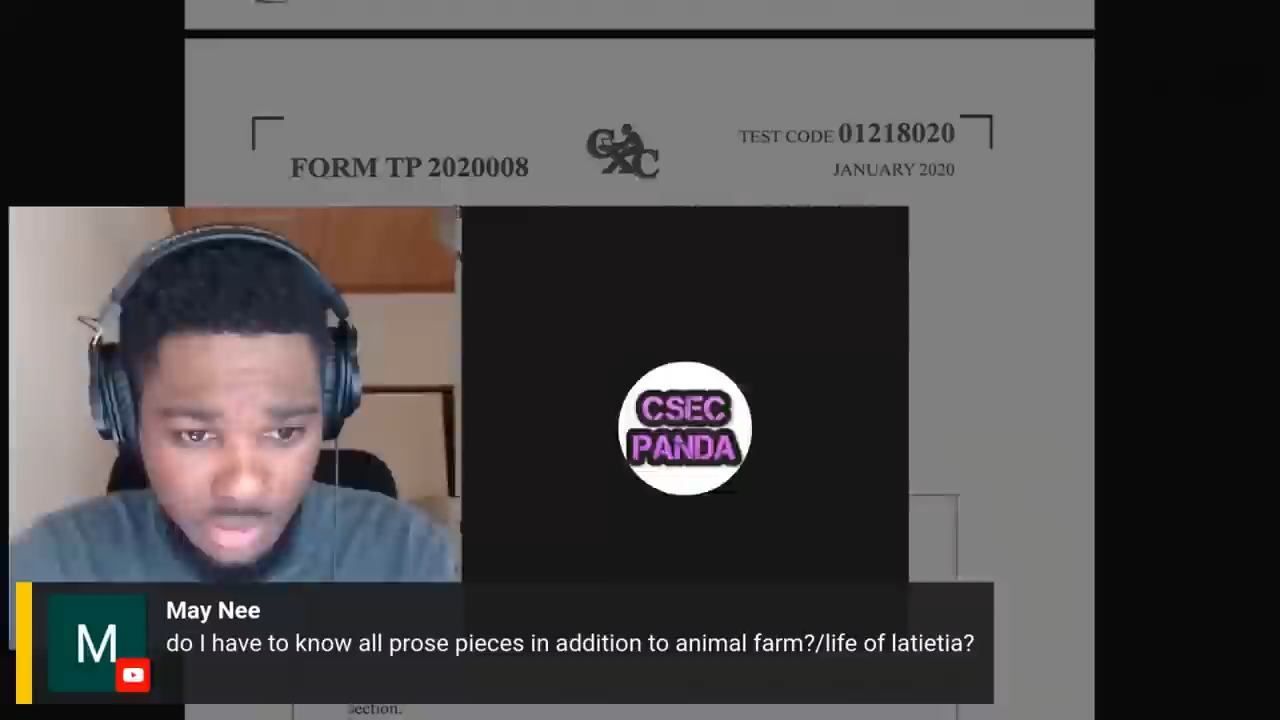 TEST CODE 01218020
FORM TP 2020008
CXC
JANUARY 2020
CSEC
PANDA
M
May Nee
do I have to know all prose pieces in addition to animal farm?/life of latietia?
section.